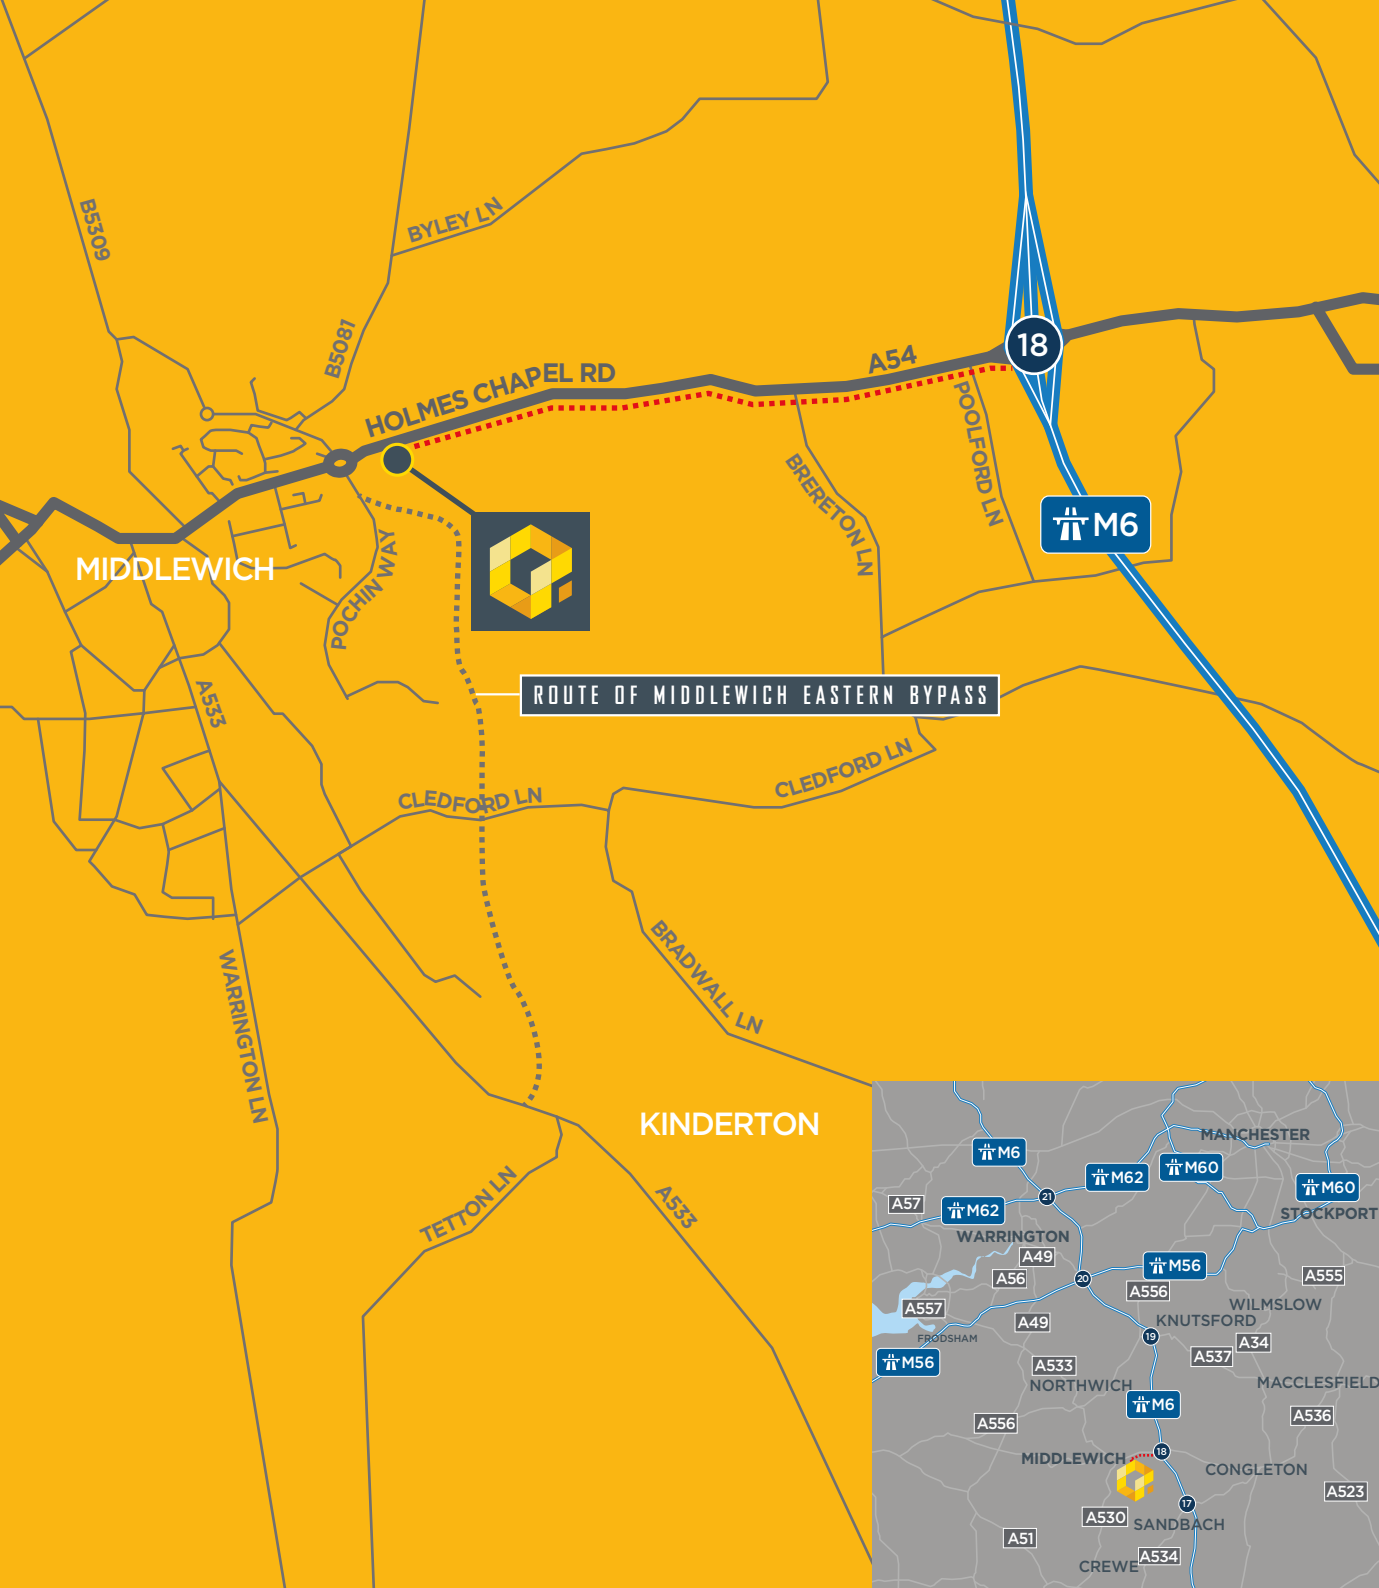 B5309
BYLEY LN
B5081
18
A54
HOLMES CHAPEL RD
POOLFORD LN
BRERETON LN
M6
MIDDLEWICH
POCHIN WAY
A533
ROUTE OF MIDDLEWICH EASTERN BYPASS
CLEDFORD LN
CLEDFORD LN
BRADWALL LN
WARRINGTON LN
KINDERTON
TETTON LN
A533
MANCHESTER
M6
M62
M60
M60
21
A57
M62
STOCKPORT
WARRINGTON
A49
A56
20
M56
A555
A556
A557
WILMSLOW
A49
KNUTSFORD
FRODSHAM
19
A34
M56
A533
A537
NORTHWICH
MACCLESFIELD
M6
A556
A536
MIDDLEWICH
18
CONGLETON
A523
17
A530
SANDBACH
A51
A534
CREWE